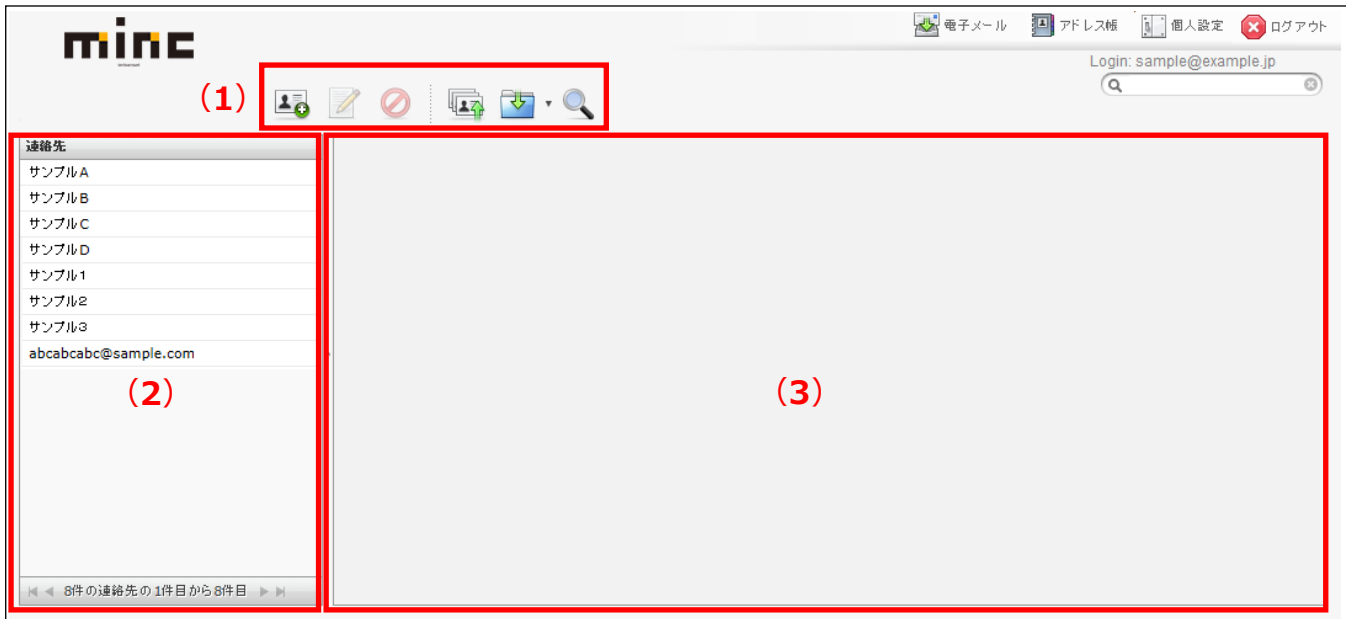 minc
電子メール アドレス帳 個人設定 ログアウト
Login: sample@example.jp
（1）
連絡先
サンプルA
サンプルB
サンプルC
サンプルD
サンプル1
サンプル2
サンプル3
abcabcabc@sample.com
（2）
（3）
8件の連絡先の1件目から8件目